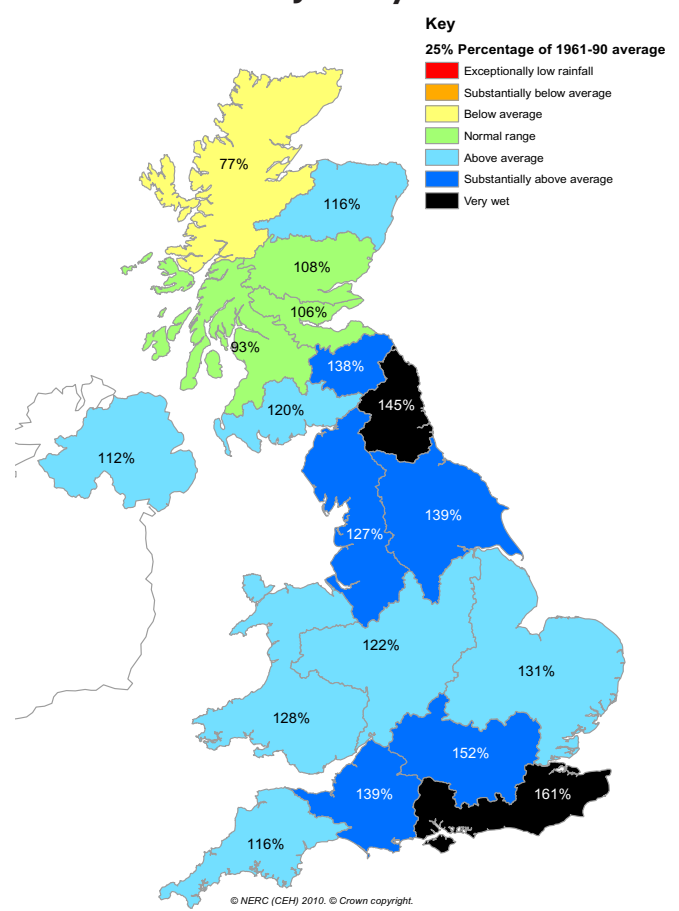 Key
25% Percentage of 1961-90 average
Exceptionally low rainfall
Substantially below average
Below average
Normal range
Above average
Substantially above average
Very wet
77%
116%
108%
106%
93%
138%
145%
120%
112%
139%
127%
122%
131%
128%
152%
139%
161%
116%
© NERC (CEH) 2010. © Crown copyright.